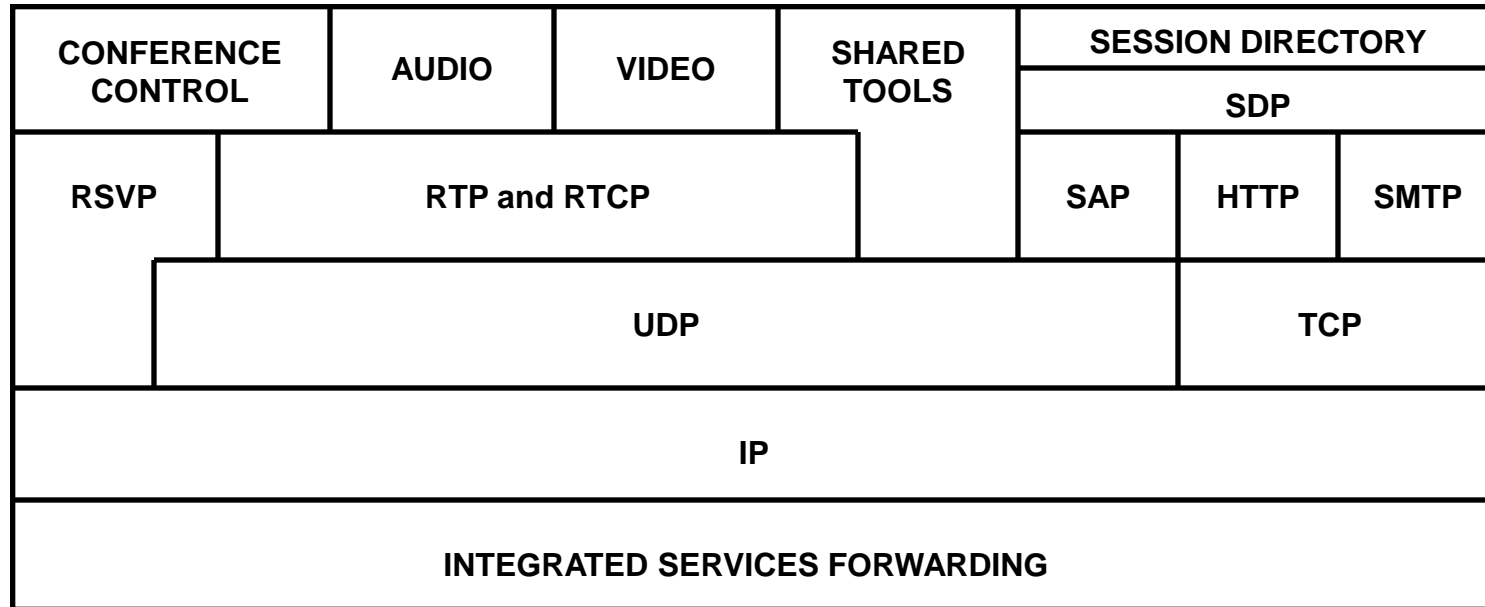 CONFERENCE
CONTROL
AUDIO
VIDEO
SHARED
TOOLS
SESSION DIRECTORY
SDP
RSVP
RTP and RTCP
SAP
HTTP
SMTP
UDP
TCP
IP
INTEGRATED SERVICES FORWARDING